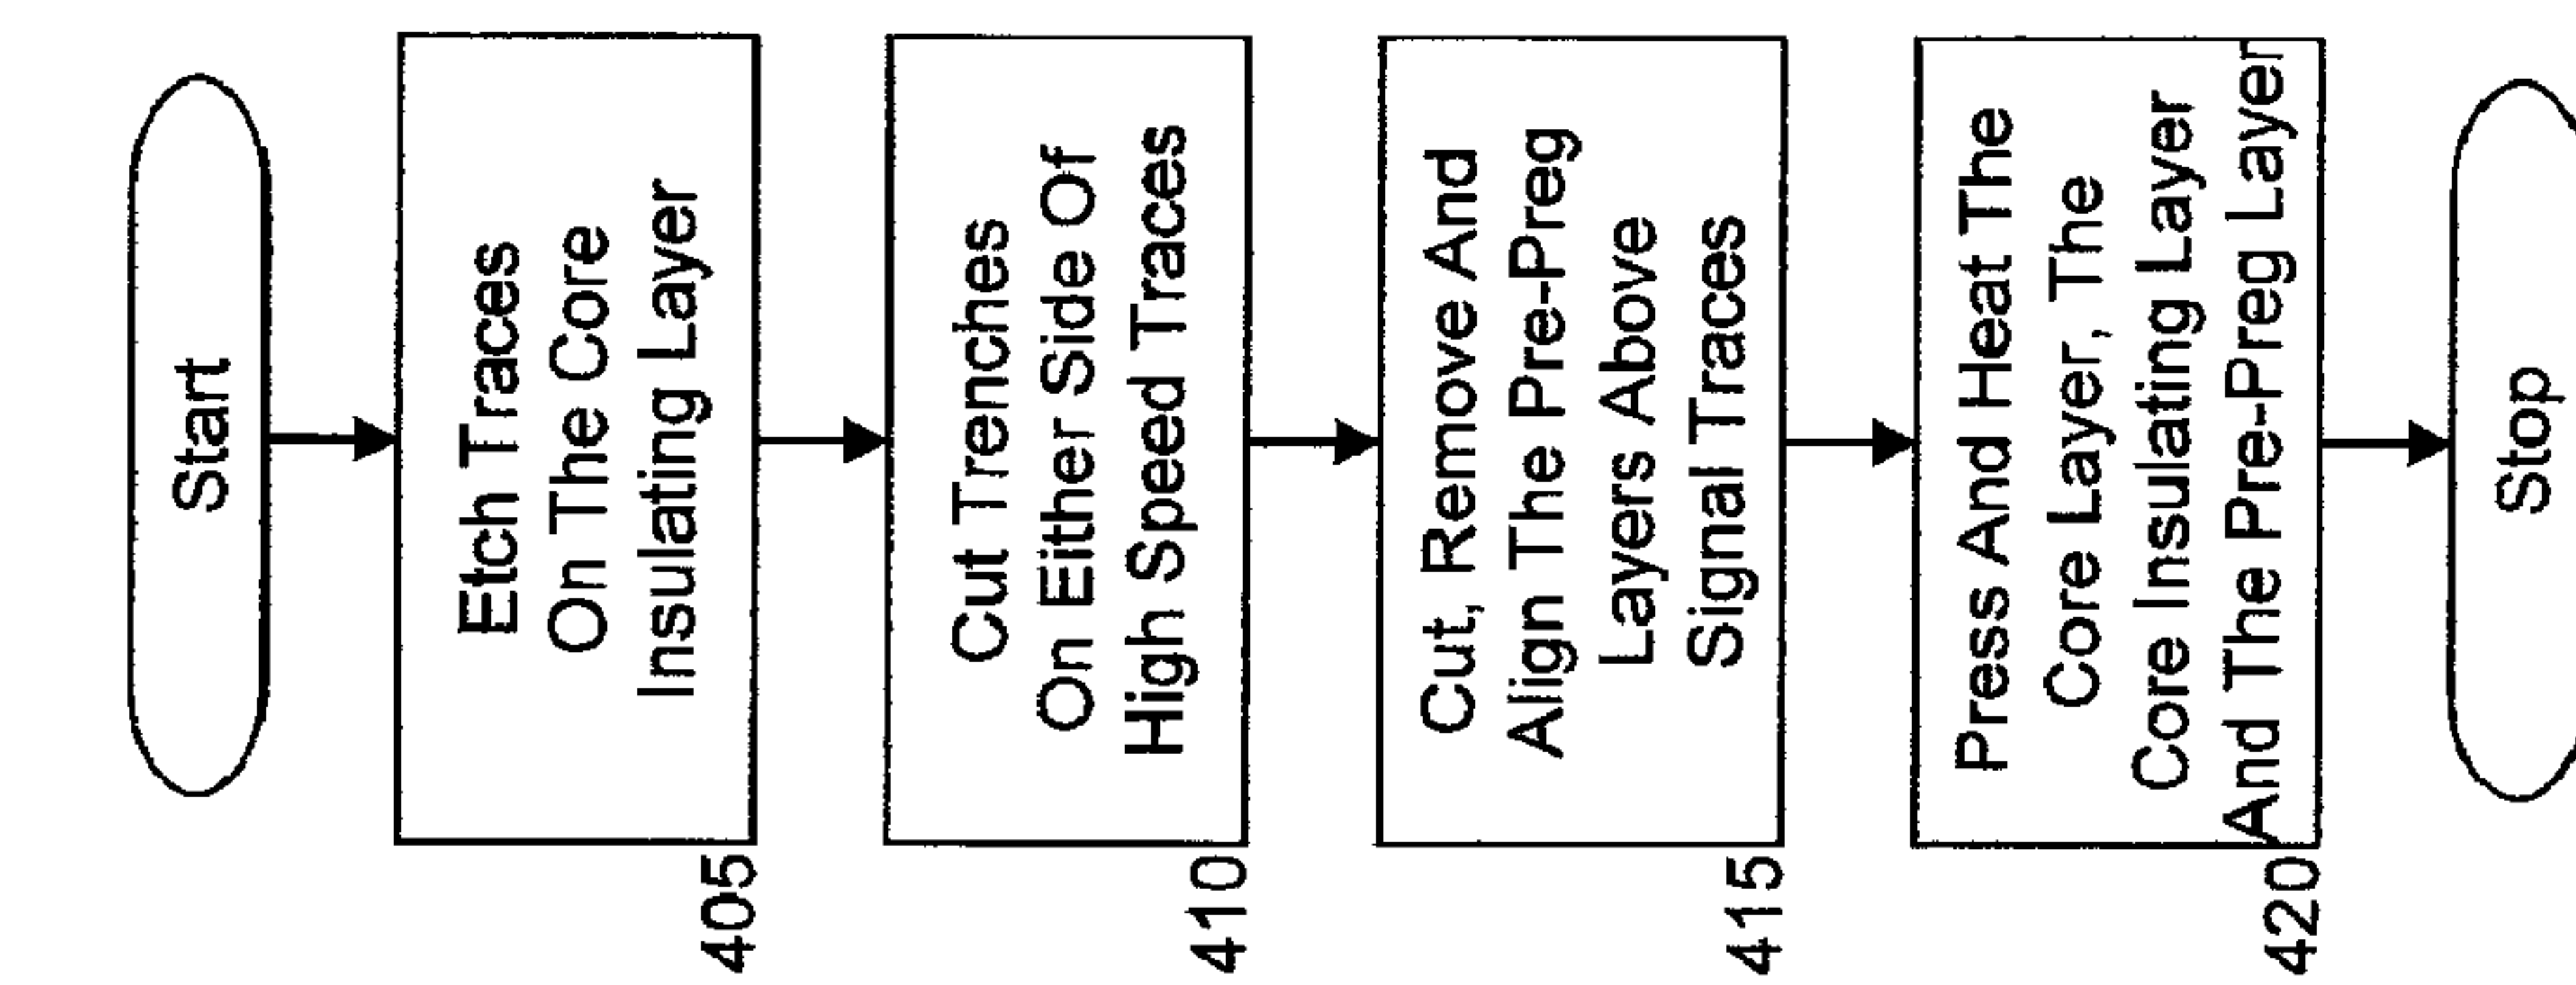 Start
Etch Traces
On The Core
Insulating Layer
405
Cut Trenches
On Either Side Of
High Speed Traces
410
Cut, Remove And
Align The Pre-Preg
Layers Above
Signal Traces
415
Press And Heat The
Core Layer, The
Core Insulating Layer
And The Pre-Preg Layer
420
Stop